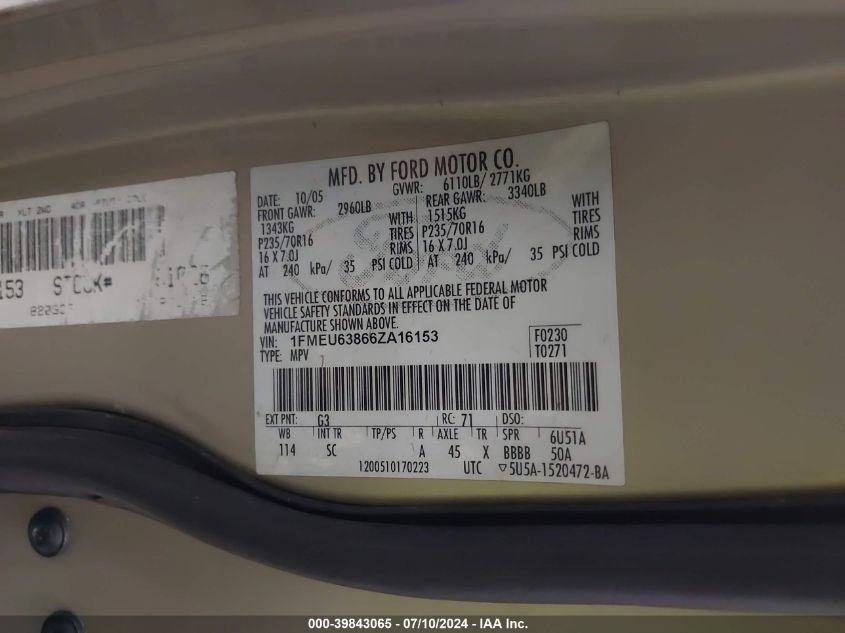 XLT 2ND 4DR
153 STOCK#
MFD. BY FORD MOTOR CO.
DATE: 10/05 GVWR: 6110LB/ 2771KG
FRONT GAWR: 2960LB REAR GAWR: 3340LB
1343KG WITH 1515KG WITH
P235/70R16 TIRES P235/70R16 TIRES
16 X 7.0J RIMS 16 X 7.0J RIMS
AT 240 kPa/ 35 PSI COLD AT 240 kPa/ 35 PSI COLD
THIS VEHICLE CONFORMS TO ALL APPLICABLE FEDERAL MOTOR
VEHICLE SAFETY STANDARDS IN EFFECT ON THE DATE OF
MANUFACTURE SHOWN ABOVE.
VIN: 1FMEU63866ZA16153 F0230
TYPE: MPV T0271
EXT PNT: G3 RC: 71 DSO:
WB INT TR TP/PS R AXLE TR SPR 6U51A
114 SC A 45 X BBBB 50A
1200510170223 UTC ▽5U5A-1520472-BA
000-39843065 - 07/10/2024 - IAA Inc.